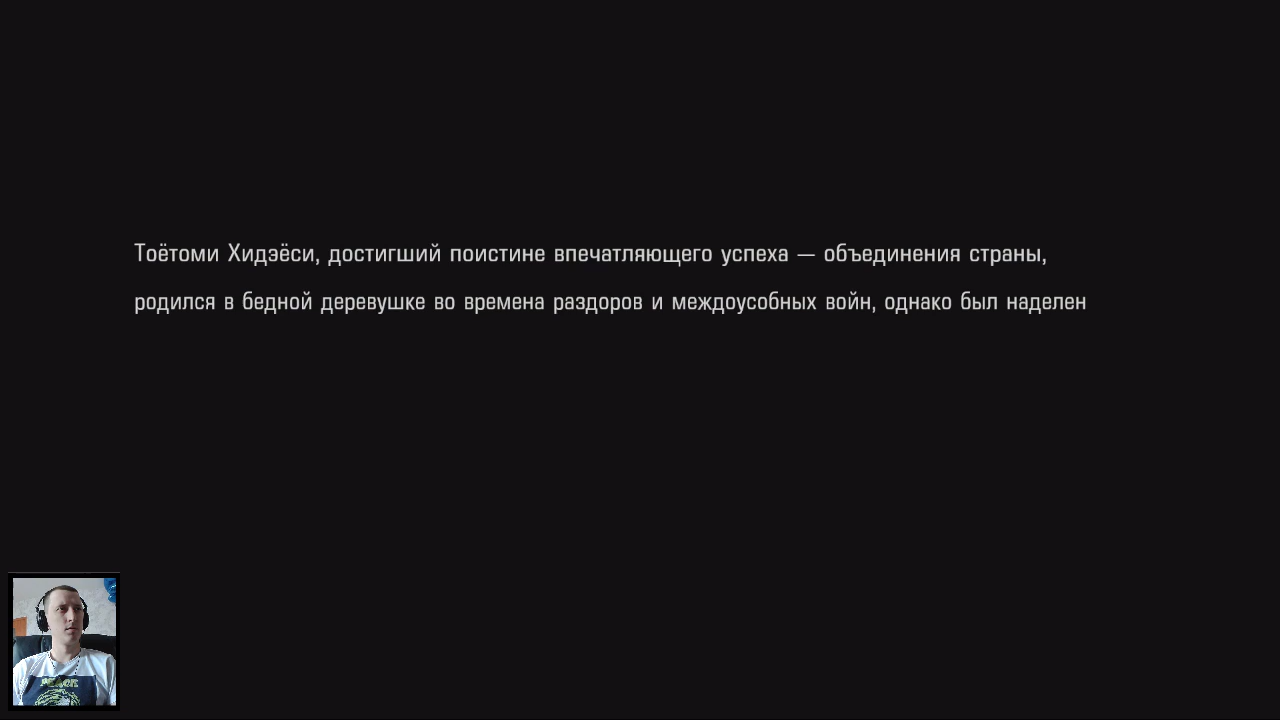 Тоётоми Хидэёси, достигший поистине впечатляющего успеха — объединения страны,
родился в бедной деревушке во времена раздоров и междоусобных войн, однако был наделен